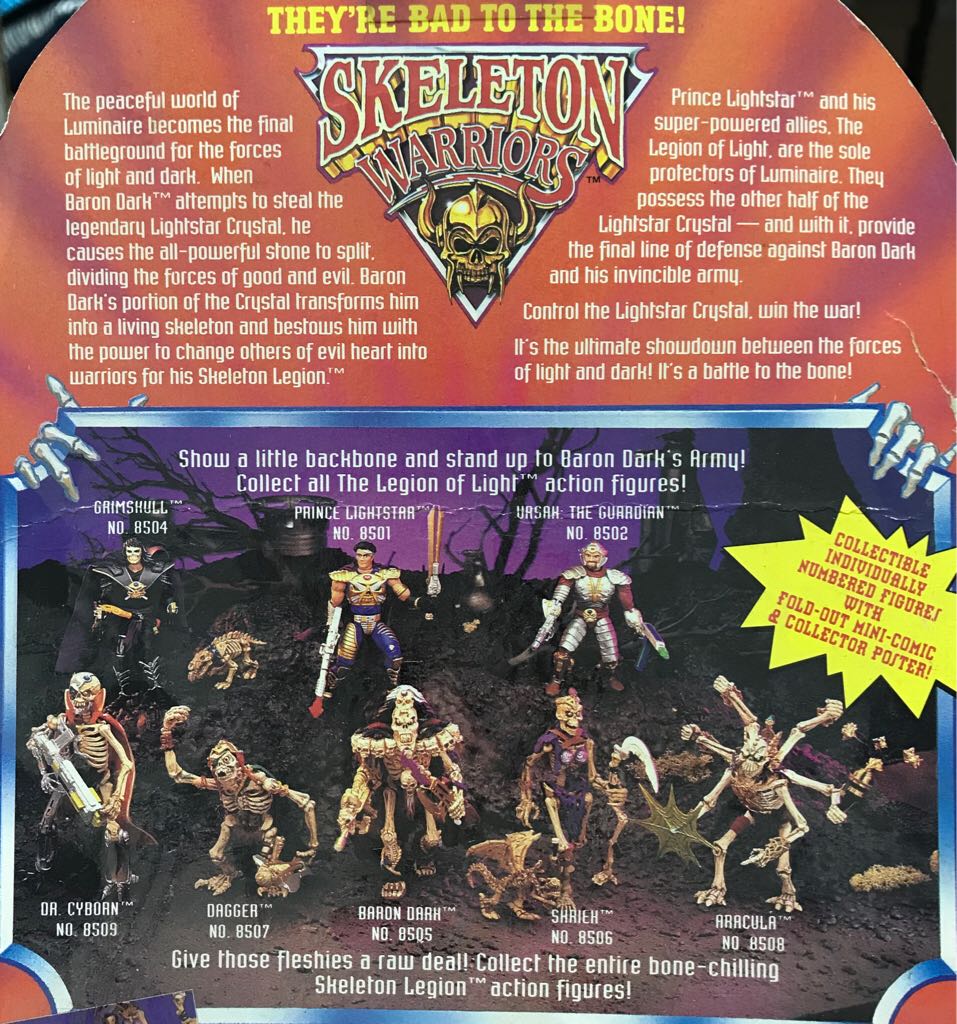 THEY'RE BAD TO THE BONE!
SKELETON
WARRIORS™
The peaceful world of
Luminaire becomes the final
battleground for the forces
of light and dark. When
Baron Dark™ attempts to steal the
legendary Lightstar Crystal, he
causes the all-powerful stone to split,
dividing the forces of good and evil. Baron
Dark's portion of the Crystal transforms him
into a living skeleton and bestows him with
the power to change others of evil heart into
warriors for his Skeleton Legion.™
Prince Lightstar™ and his
super-powered allies, The
Legion of Light, are the sole
protectors of Luminaire. They
possess the other half of the
Lightstar Crystal — and with it, provide
the final line of defense against Baron Dark
and his invincible army.
Control the Lightstar Crystal, win the war!
It's the ultimate showdown between the forces
of light and dark! It's a battle to the bone!
Show a little backbone and stand up to Baron Dark's Army!
Collect all The Legion of Light™ action figures!
GRIMSKULL™
NO. 8504
PRINCE LIGHTSTAR™
NO. 8501
URSAK: THE GUARDIAN™
NO. 8502
COLLECTIBLE
INDIVIDUALLY
NUMBERED FIGURES
WITH
FOLD-OUT MINI-COMIC
& COLLECTOR POSTER!
DR. CYBORN™
NO. 8509
DAGGER™
NO. 8507
BARON DARK™
NO. 8505
SHRIEK™
NO. 8506
ARACULA™
NO. 8508
Give those fleshies a raw deal! Collect the entire bone-chilling
Skeleton Legion™ action figures!